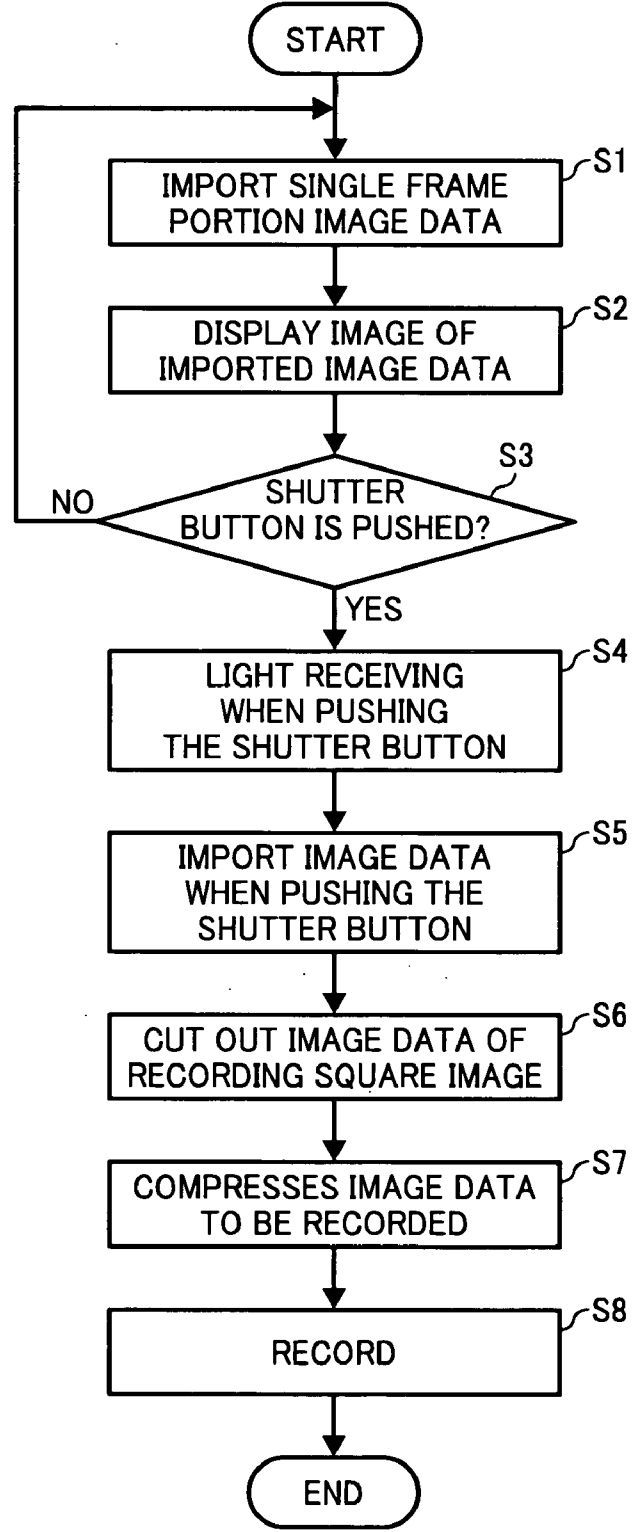 START
S1
IMPORT SINGLE FRAME
PORTION IMAGE DATA
S2
DISPLAY IMAGE OF
IMPORTED IMAGE DATA
S3
SHUTTER
BUTTON IS PUSHED?
NO
YES
S4
LIGHT RECEIVING
WHEN PUSHING
THE SHUTTER BUTTON
S5
IMPORT IMAGE DATA
WHEN PUSHING THE
SHUTTER BUTTON
S6
CUT OUT IMAGE DATA OF
RECORDING SQUARE IMAGE
S7
COMPRESSES IMAGE DATA
TO BE RECORDED
S8
RECORD
END